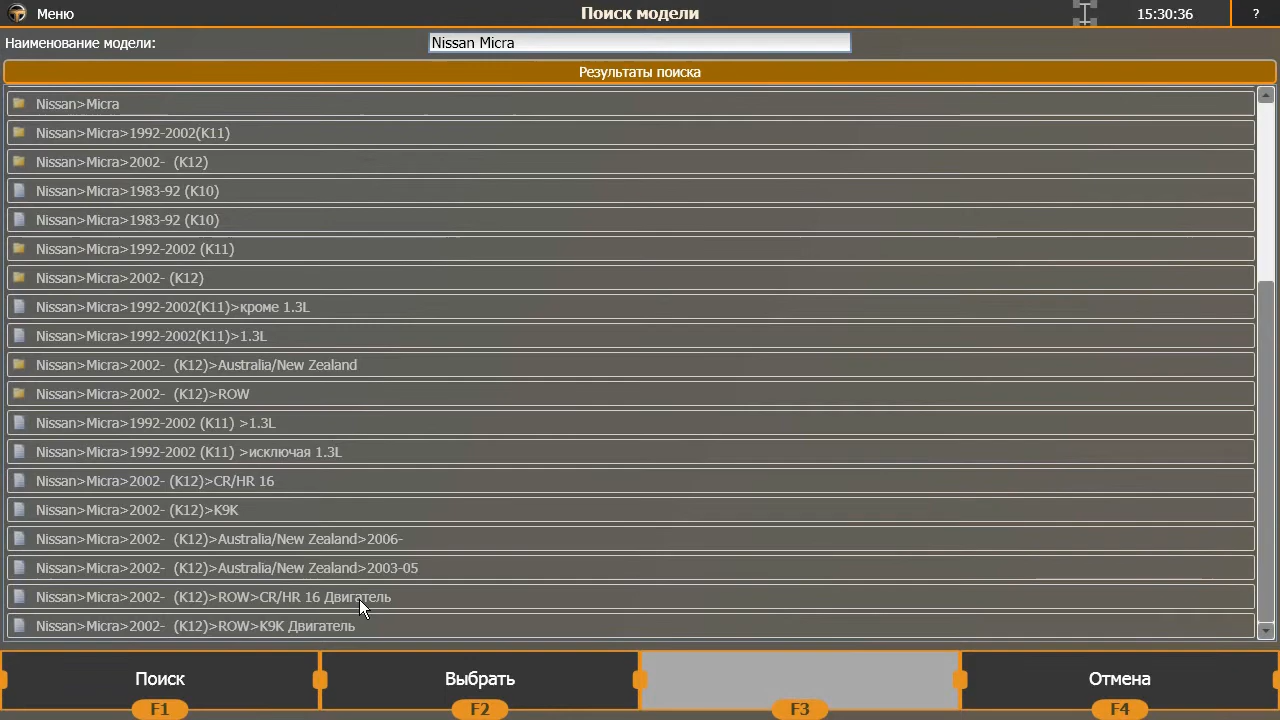 Меню
Поиск модели
15:30:36
?
Наименование модели:
Nissan Micra
Результаты поиска
Nissan>Micra
Nissan>Micra>1992-2002(K11)
Nissan>Micra>2002-  (K12)
Nissan>Micra>1983-92 (K10)
Nissan>Micra>1983-92 (K10)
Nissan>Micra>1992-2002 (K11)
Nissan>Micra>2002- (K12)
Nissan>Micra>1992-2002(K11)>кроме 1.3L
Nissan>Micra>1992-2002(K11)>1.3L
Nissan>Micra>2002-  (K12)>Australia/New Zealand
Nissan>Micra>2002-  (K12)>ROW
Nissan>Micra>1992-2002 (K11) >1.3L
Nissan>Micra>1992-2002 (K11) >исключая 1.3L
Nissan>Micra>2002- (K12)>CR/HR 16
Nissan>Micra>2002- (K12)>K9K
Nissan>Micra>2002-  (K12)>Australia/New Zealand>2006-
Nissan>Micra>2002-  (K12)>Australia/New Zealand>2003-05
Nissan>Micra>2002-  (K12)>ROW>CR/HR 16 Двигатель
Nissan>Micra>2002-  (K12)>ROW>K9K Двигатель
Поиск
Выбрать
Отмена
F1
F2
F3
F4